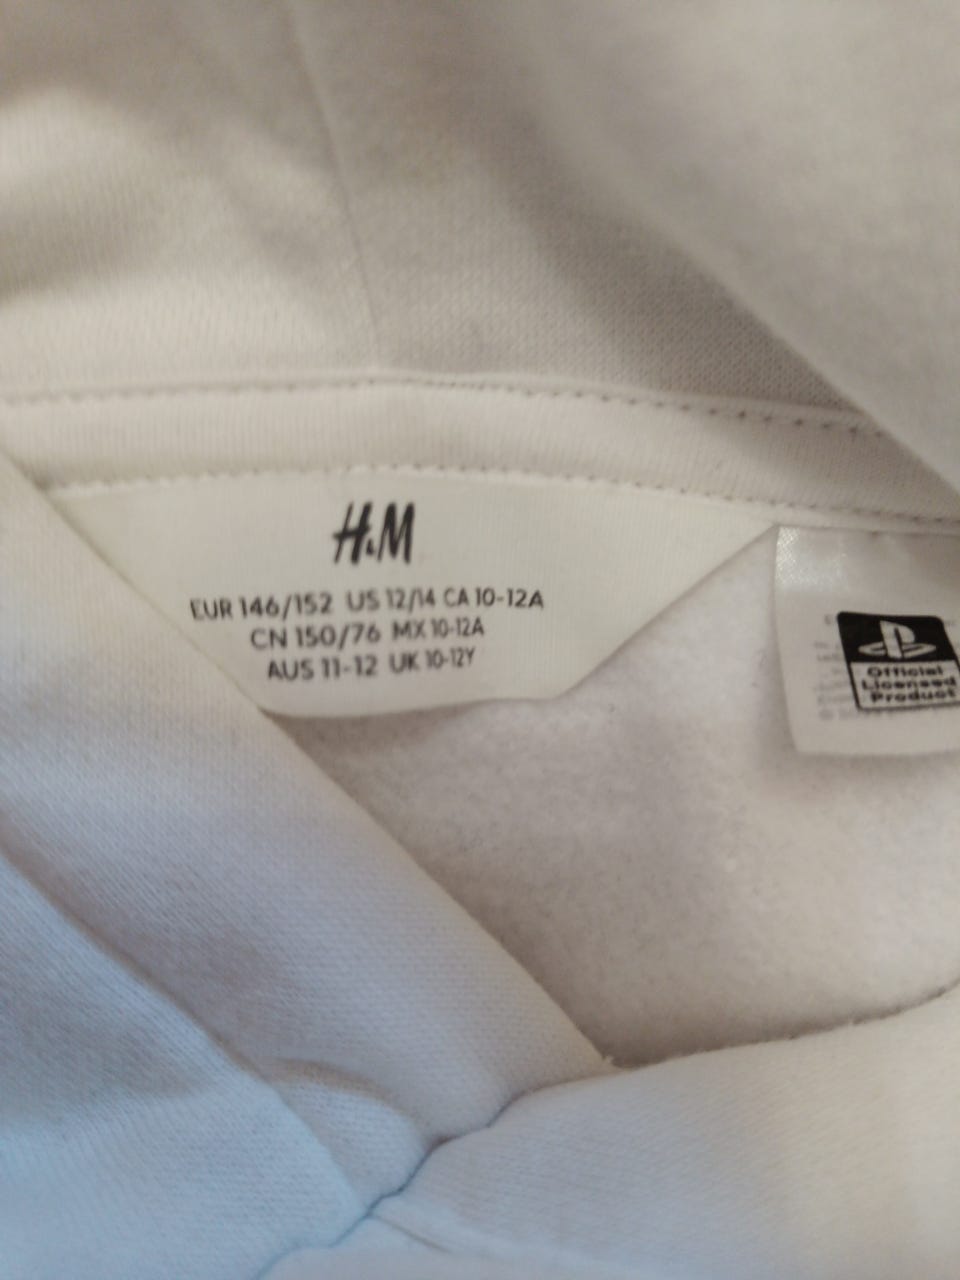 H&M
EUR 146/152 US 12/14 CA 10-12A
CN 150/76 MX 10-12A
AUS 11-12 UK 10-12Y
Official
Licensed
Product